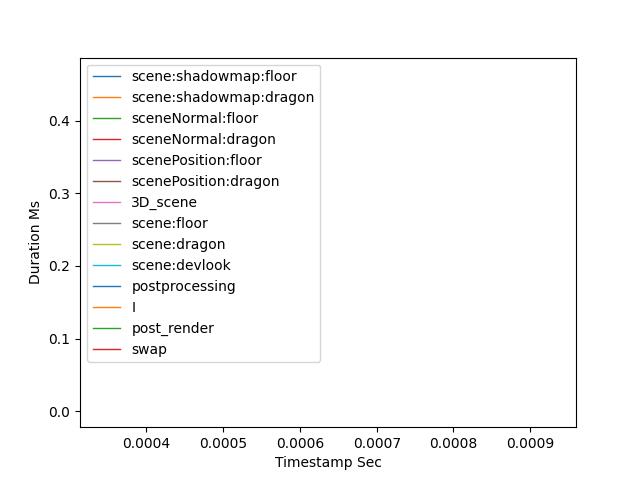 scene:shadowmap:floor
scene:shadowmap:dragon
sceneNormal:floor
sceneNormal:dragon
scenePosition:floor
scenePosition:dragon
3D_scene
scene:floor
scene:dragon
scene:devlook
postprocessing
I
post_render
swap
0.4
0.3
0.2
0.1
0.0
Duration Ms
0.0004 0.0005 0.0006 0.0007 0.0008 0.0009
Timestamp Sec